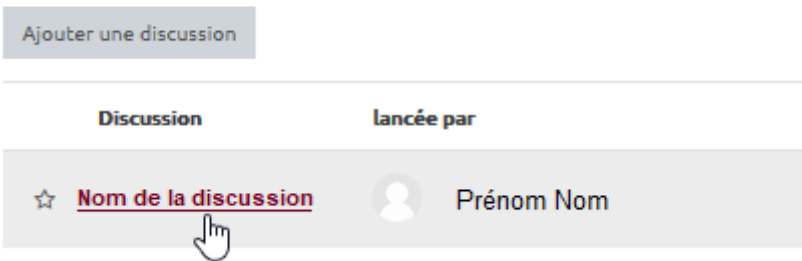 Ajouter une discussion
Discussion lancée par
Nom de la discussion Prénom Nom